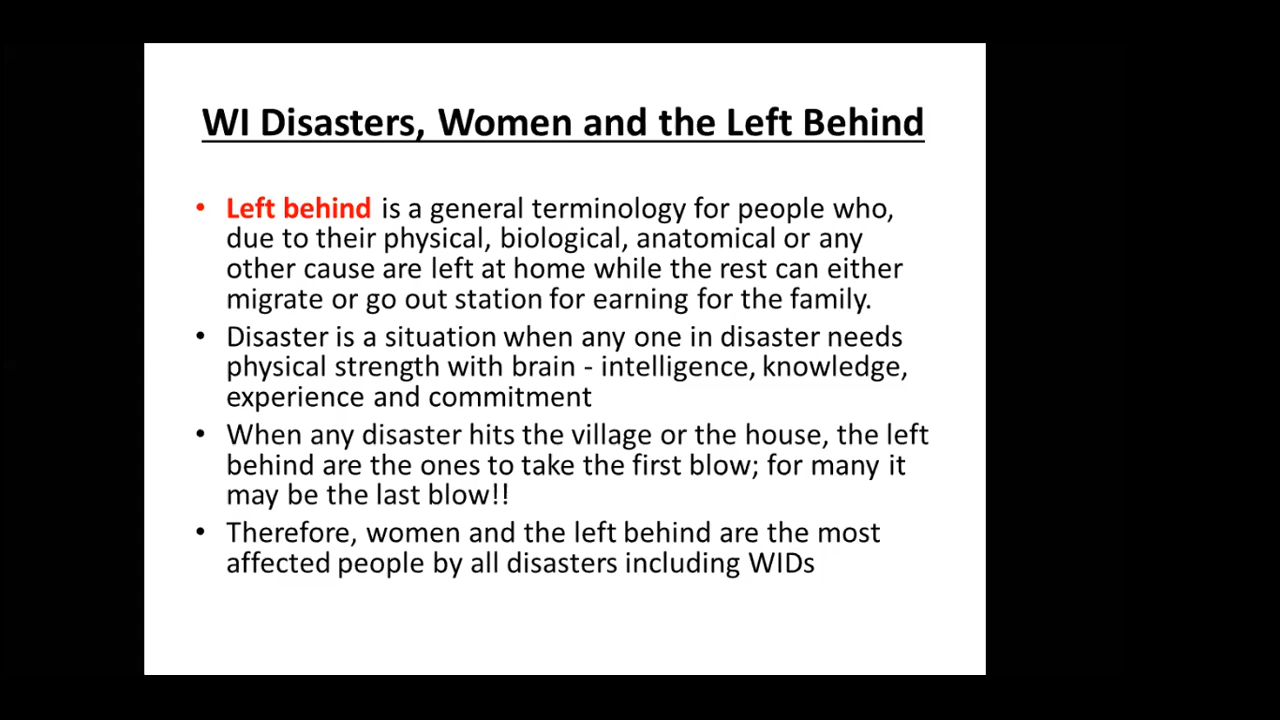 WI Disasters, Women and the Left Behind
• Left behind is a general terminology for people who,
due to their physical, biological, anatomical or any
other cause are left at home while the rest can either
migrate or go out station for earning for the family.
• Disaster is a situation when any one in disaster needs
physical strength with brain - intelligence, knowledge,
experience and commitment
• When any disaster hits the village or the house, the left
behind are the ones to take the first blow; for many it
may be the last blow!!
• Therefore, women and the left behind are the most
affected people by all disasters including WIDs